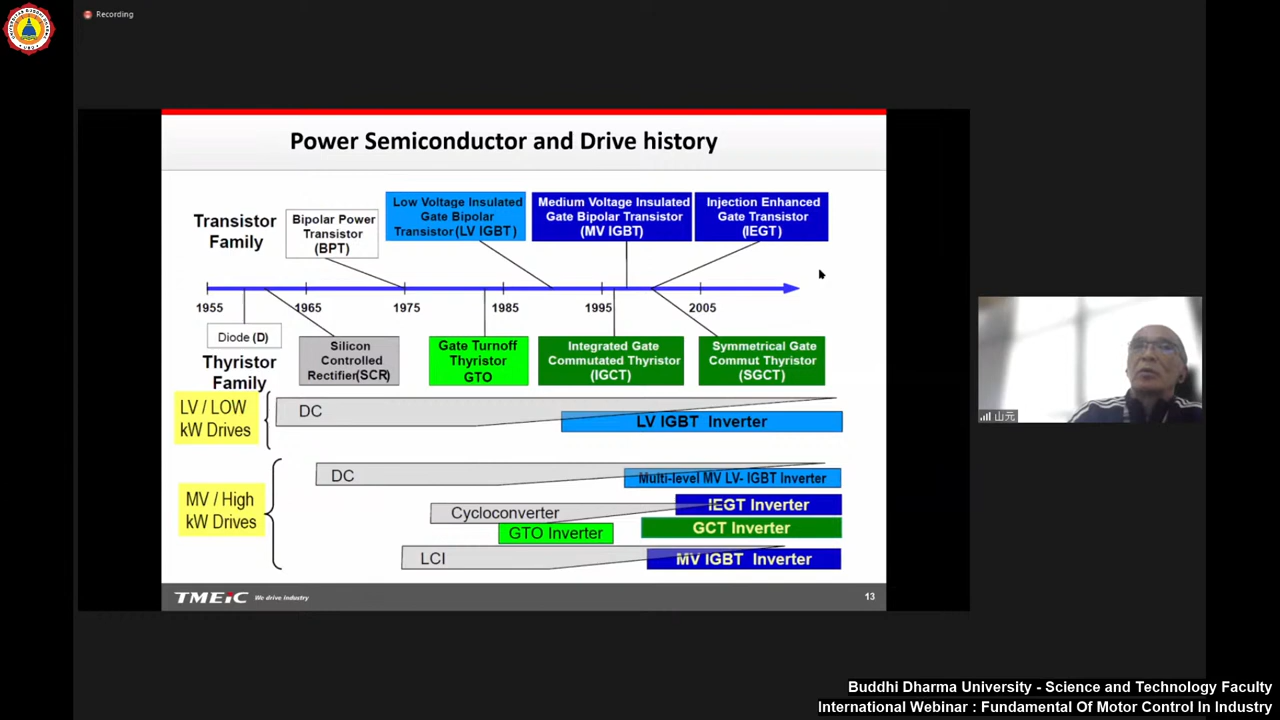 Recording
Power Semiconductor and Drive history
Transistor
Family
Bipolar Power
Transistor
(BPT)
Low Voltage Insulated
Gate Bipolar
Transistor (LV IGBT)
Medium Voltage Insulated
Gate Bipolar Transistor
(MV IGBT)
Injection Enhanced
Gate Transistor
(IEGT)
1955
1965
1975
1985
1995
2005
Diode (D)
Thyristor
Family
Silicon
Controlled
Rectifier(SCR)
Gate Turnoff
Thyristor
GTO
Integrated Gate
Commutated Thyristor
(IGCT)
Symmetrical Gate
Commut Thyristor
(SGCT)
LV / LOW
kW Drives
DC
LV IGBT Inverter
MV / High
kW Drives
DC
Multi-level MV LV- IGBT Inverter
Cycloconverter
IEGT Inverter
GTO Inverter
GCT Inverter
LCI
MV IGBT Inverter
TMEiC
We drive industry
13
山元
Buddhi Dharma University - Science and Technology Faculty
International Webinar : Fundamental Of Motor Control In Industry